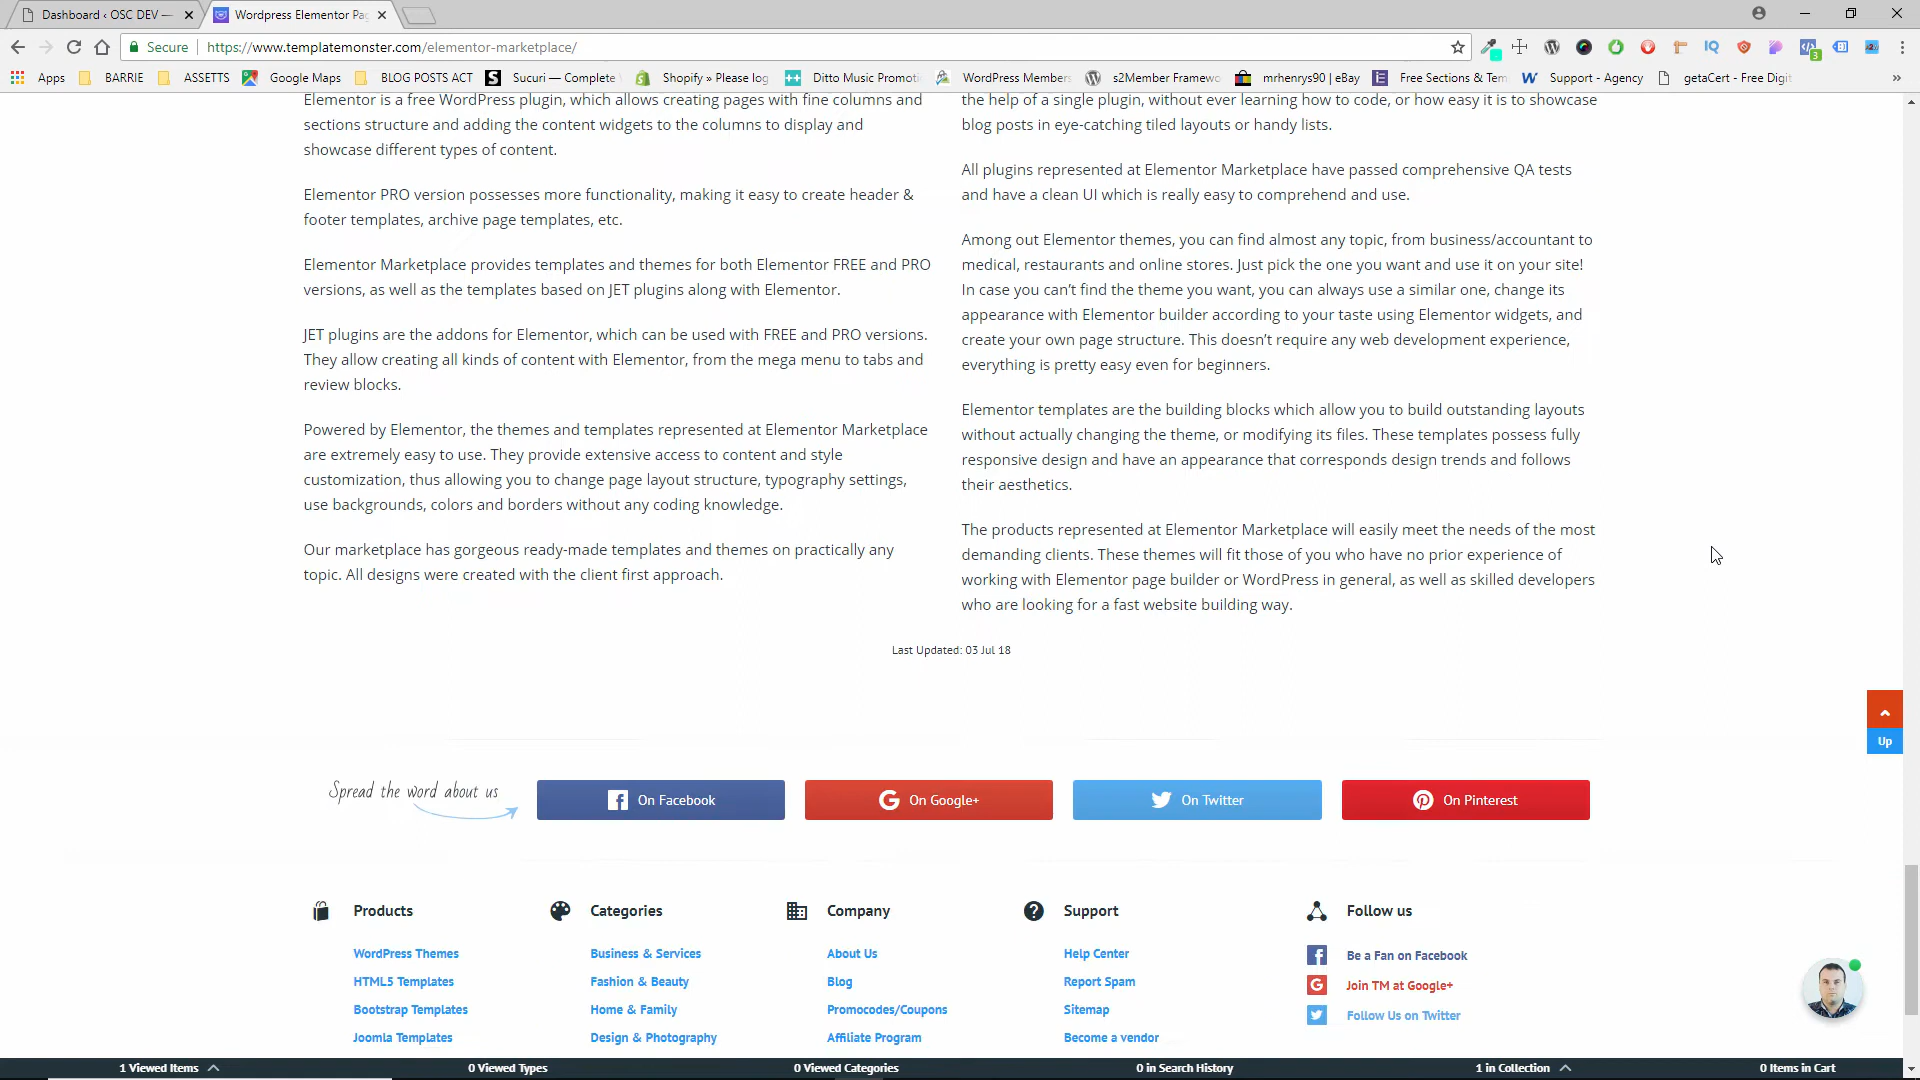 Dashboard ‹ OSC DEV —
Wordpress Elementor Pa
Secure
https://www.templatemonster.com/elementor-marketplace/
3
Apps
BARRIE
ASSETTS
Google Maps
BLOG POSTS ACT
Sucuri — Complete
Shopify » Please log
Ditto Music Promoti
WordPress Members
s2Member Framewo
mrhenrys90 | eBay
Free Sections & Tem
Support - Agency
getaCert - Free Digit
Elementor is a free WordPress plugin, which allows creating pages with fine columns and
sections structure and adding the content widgets to the columns to display and
showcase different types of content.
Elementor PRO version possesses more functionality, making it easy to create header &
footer templates, archive page templates, etc.
Elementor Marketplace provides templates and themes for both Elementor FREE and PRO
versions, as well as the templates based on JET plugins along with Elementor.
JET plugins are the addons for Elementor, which can be used with FREE and PRO versions.
They allow creating all kinds of content with Elementor, from the mega menu to tabs and
review blocks.
Powered by Elementor, the themes and templates represented at Elementor Marketplace
are extremely easy to use. They provide extensive access to content and style
customization, thus allowing you to change page layout structure, typography settings,
use backgrounds, colors and borders without any coding knowledge.
Our marketplace has gorgeous ready-made templates and themes on practically any
topic. All designs were created with the client first approach.
the help of a single plugin, without ever learning how to code, or how easy it is to showcase
blog posts in eye-catching tiled layouts or handy lists.
All plugins represented at Elementor Marketplace have passed comprehensive QA tests
and have a clean UI which is really easy to comprehend and use.
Among out Elementor themes, you can find almost any topic, from business/accountant to
medical, restaurants and online stores. Just pick the one you want and use it on your site!
In case you can’t find the theme you want, you can always use a similar one, change its
appearance with Elementor builder according to your taste using Elementor widgets, and
create your own page structure. This doesn’t require any web development experience,
everything is pretty easy even for beginners.
Elementor templates are the building blocks which allow you to build outstanding layouts
without actually changing the theme, or modifying its files. These templates possess fully
responsive design and have an appearance that corresponds design trends and follows
their aesthetics.
The products represented at Elementor Marketplace will easily meet the needs of the most
demanding clients. These themes will fit those of you who have no prior experience of
working with Elementor page builder or WordPress in general, as well as skilled developers
who are looking for a fast website building way.
Last Updated: 03 Jul 18
Up
Spread the word about us
On Facebook
On Google+
On Twitter
On Pinterest
Products
WordPress Themes
HTML5 Templates
Bootstrap Templates
Joomla Templates
Categories
Business & Services
Fashion & Beauty
Home & Family
Design & Photography
Company
About Us
Blog
Promocodes/Coupons
Affiliate Program
Support
Help Center
Report Spam
Sitemap
Become a vendor
Follow us
Be a Fan on Facebook
Join TM at Google+
Follow Us on Twitter
1 Viewed Items
0 Viewed Types
0 Viewed Categories
0 in Search History
1 in Collection
0 Items in Cart